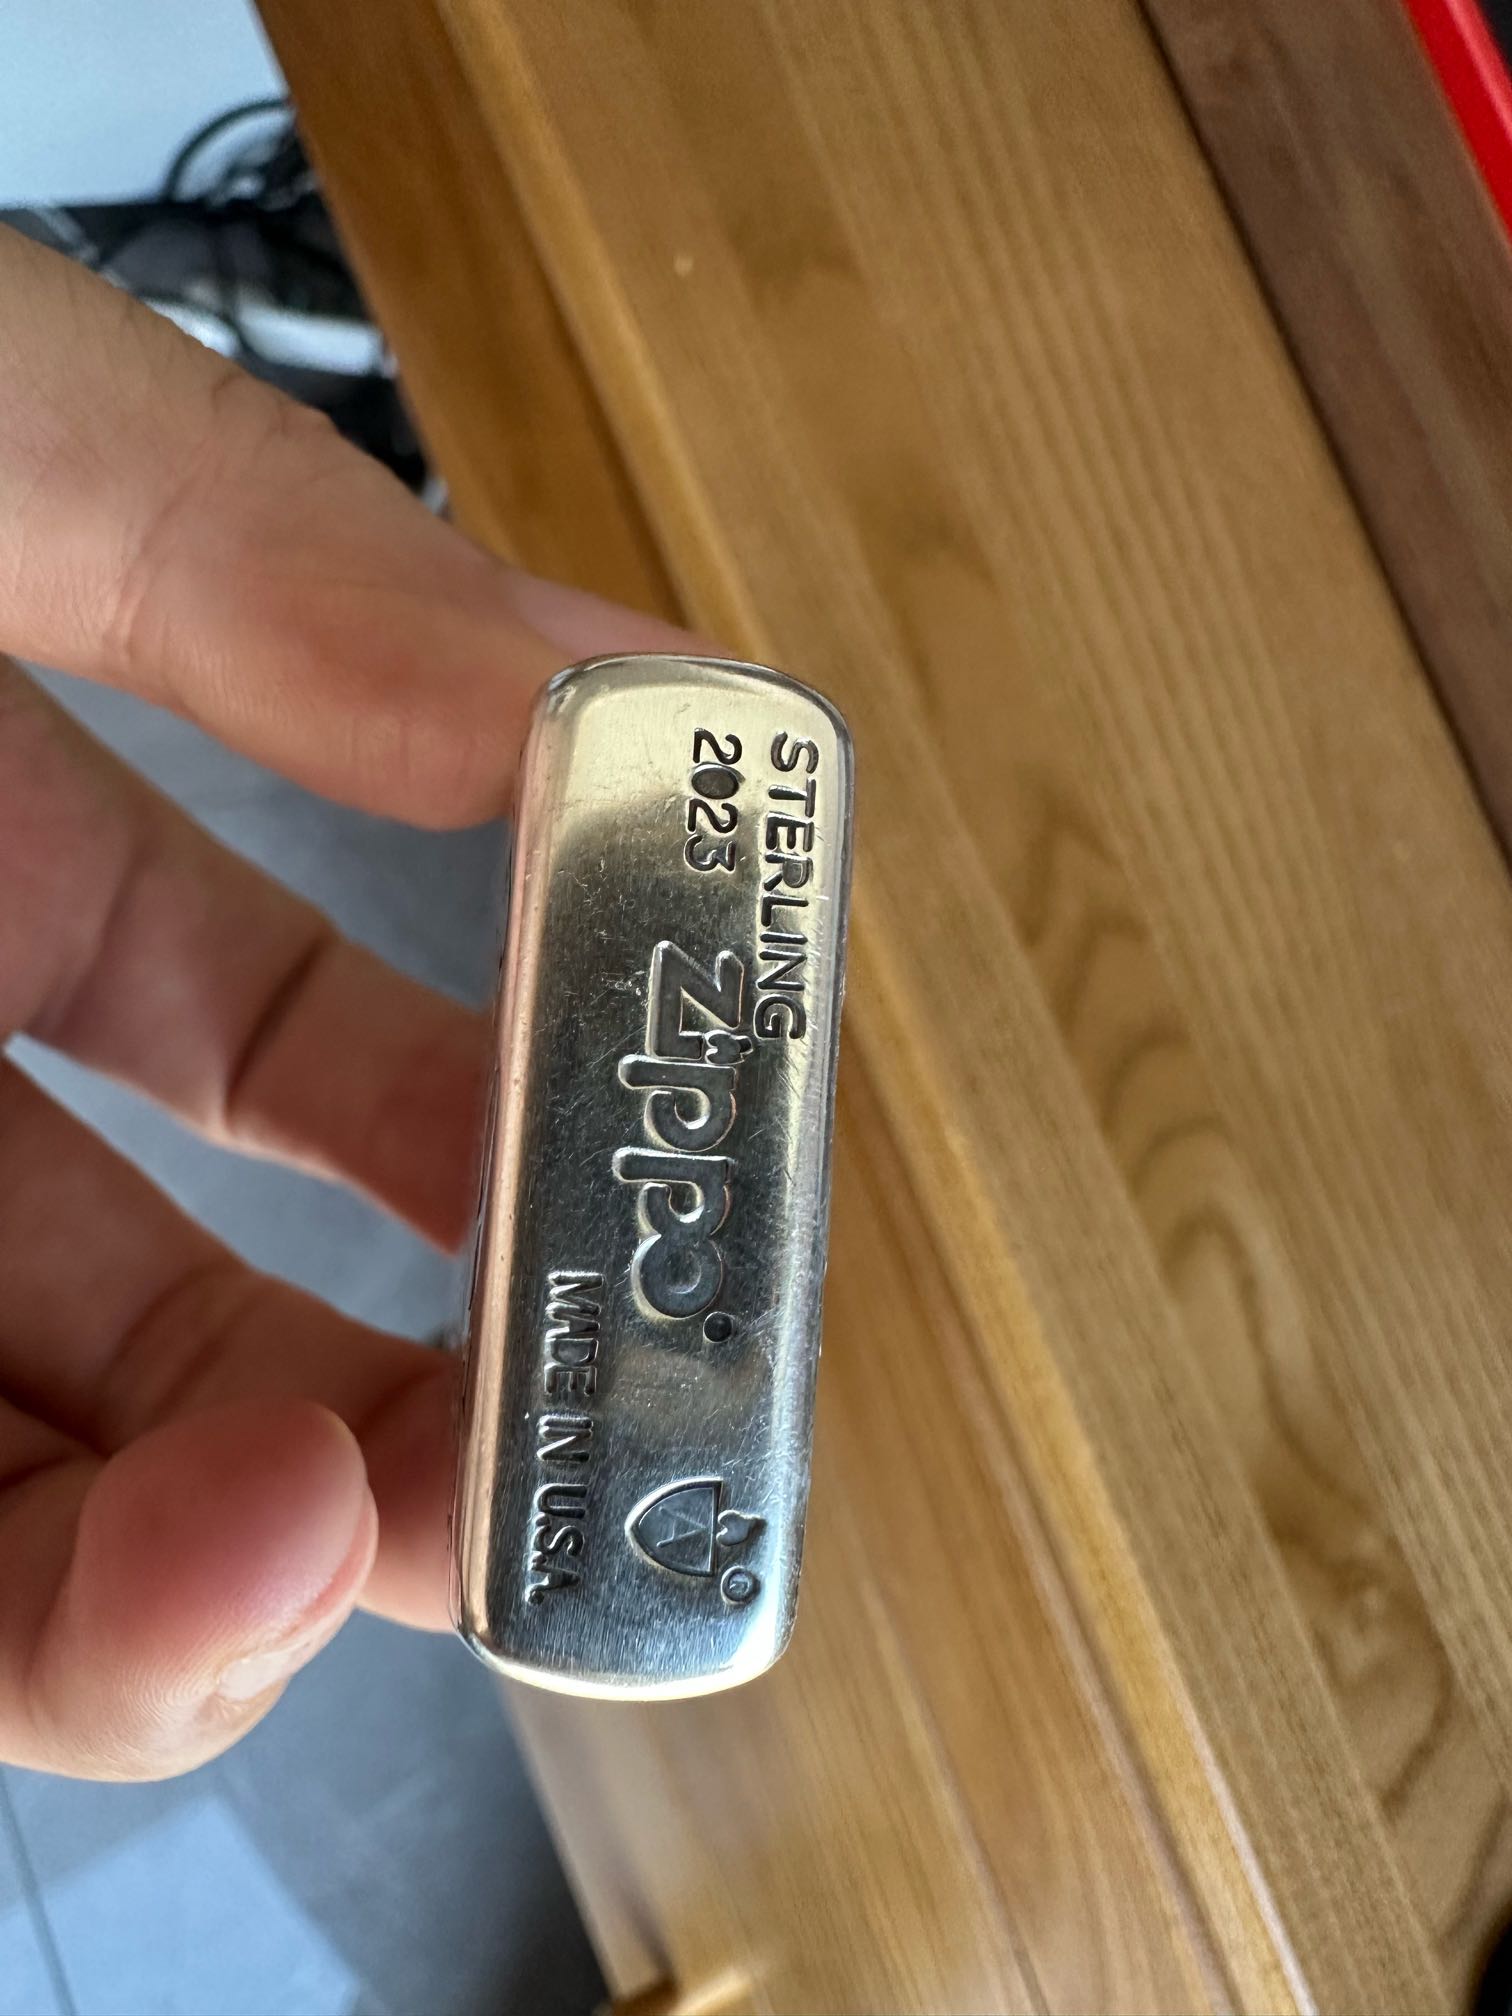 STERLING
2023
Zippo
A
®
MADE IN U.S.A.